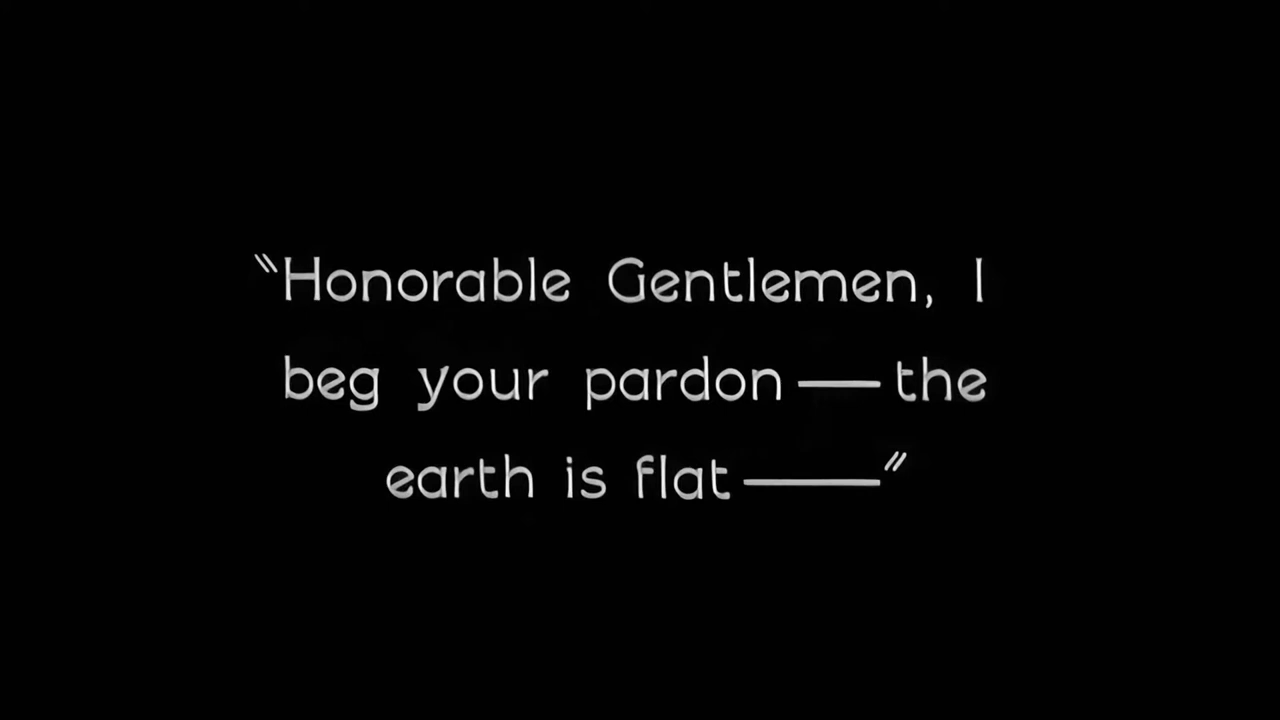 "Honorable Gentlemen, I
beg your pardon — the
earth is flat ——"